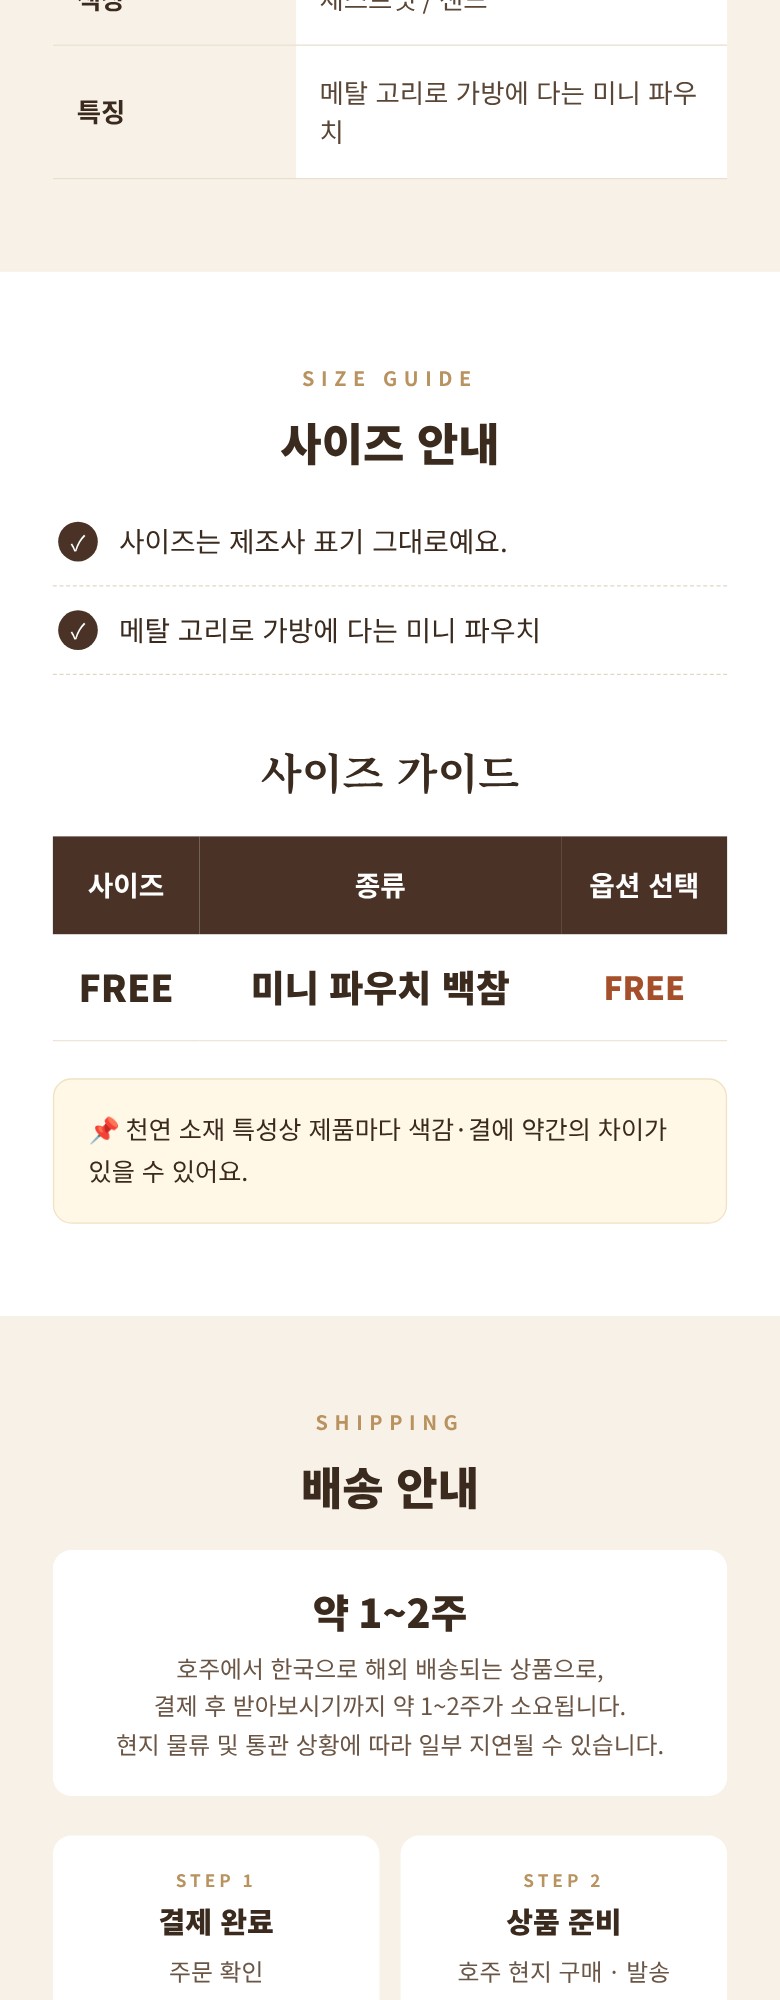 특징
메탈 고리로 가방에 다는 미니 파우
치
SIZE GUIDE
사이즈 안내
사이즈는 제조사 표기 그대로예요.
메탈 고리로 가방에 다는 미니 파우치
사이즈 가이드
사이즈 종류 옵션 선택
FREE 미니 파우치 백참 FREE
📌 천연 소재 특성상 제품마다 색감·결에 약간의 차이가
있을 수 있어요.
SHIPPING
배송 안내
약 1~2주
호주에서 한국으로 해외 배송되는 상품으로,
결제 후 받아보시기까지 약 1~2주가 소요됩니다.
현지 물류 및 통관 상황에 따라 일부 지연될 수 있습니다.
STEP 1
결제 완료
주문 확인
STEP 2
상품 준비
호주 현지 구매 · 발송